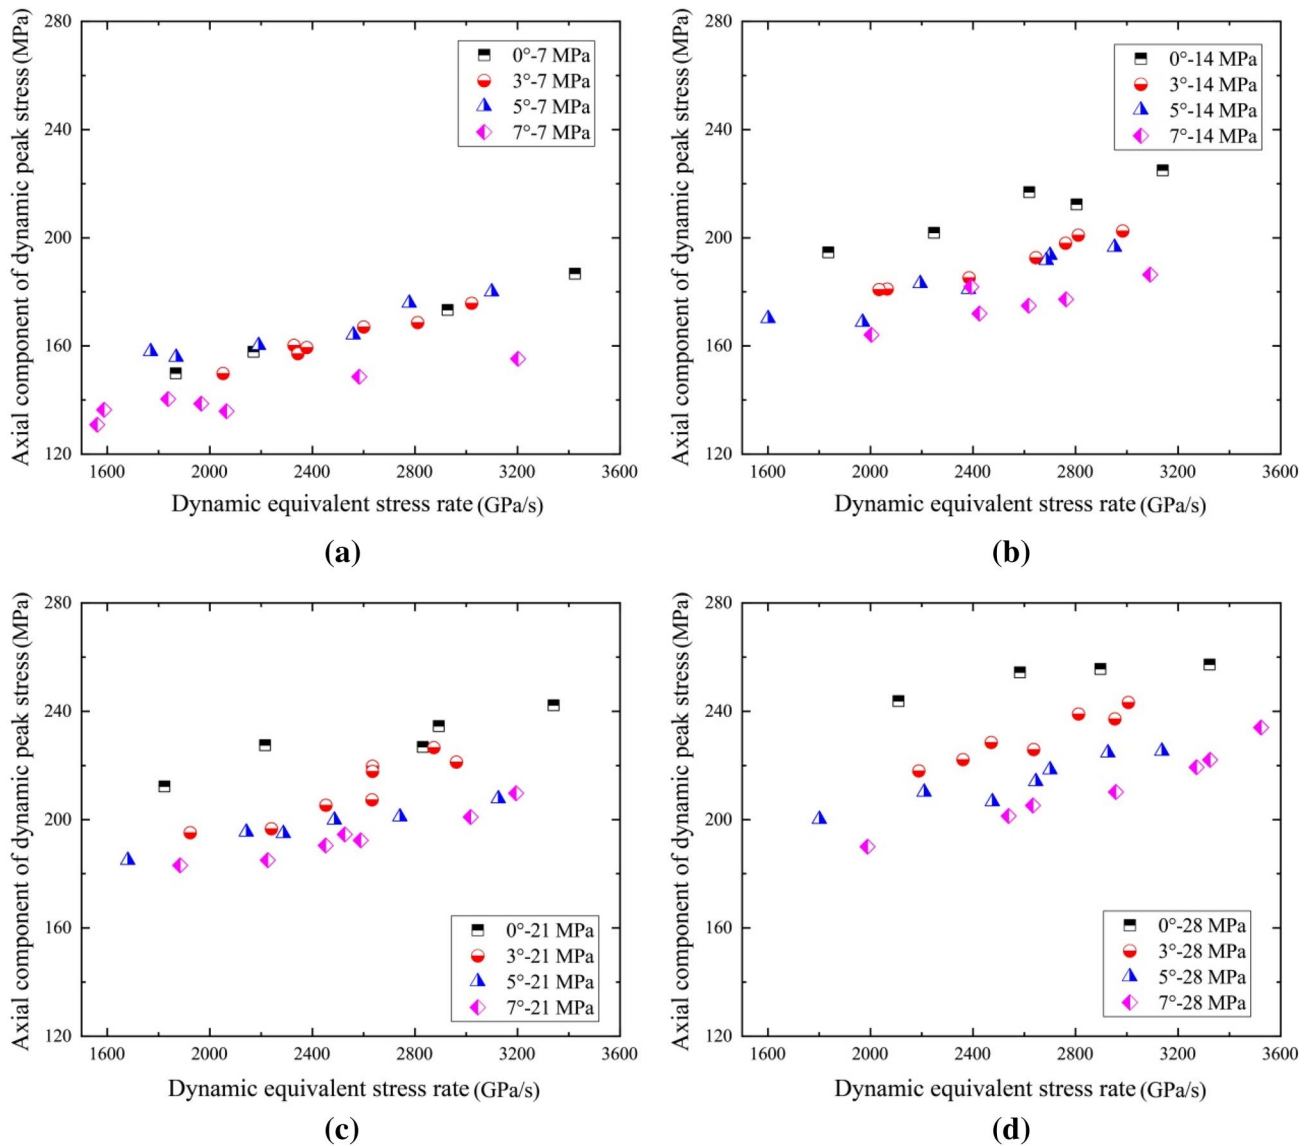 Axial component of dynamic peak stress (MPa)
280
240
200
160
120
0°-7 MPa
3°-7 MPa
5°-7 MPa
7°-7 MPa
1600 2000 2400 2800 3200 3600
Dynamic equivalent stress rate (GPa/s)
(a)
Axial component of dynamic peak stress (MPa)
280
240
200
160
120
0°-14 MPa
3°-14 MPa
5°-14 MPa
7°-14 MPa
1600 2000 2400 2800 3200 3600
Dynamic equivalent stress rate (GPa/s)
(b)
Axial component of dynamic peak stress (MPa)
280
240
200
160
120
0°-21 MPa
3°-21 MPa
5°-21 MPa
7°-21 MPa
1600 2000 2400 2800 3200 3600
Dynamic equivalent stress rate (GPa/s)
(c)
Axial component of dynamic peak stress (MPa)
280
240
200
160
120
0°-28 MPa
3°-28 MPa
5°-28 MPa
7°-28 MPa
1600 2000 2400 2800 3200 3600
Dynamic equivalent stress rate (GPa/s)
(d)